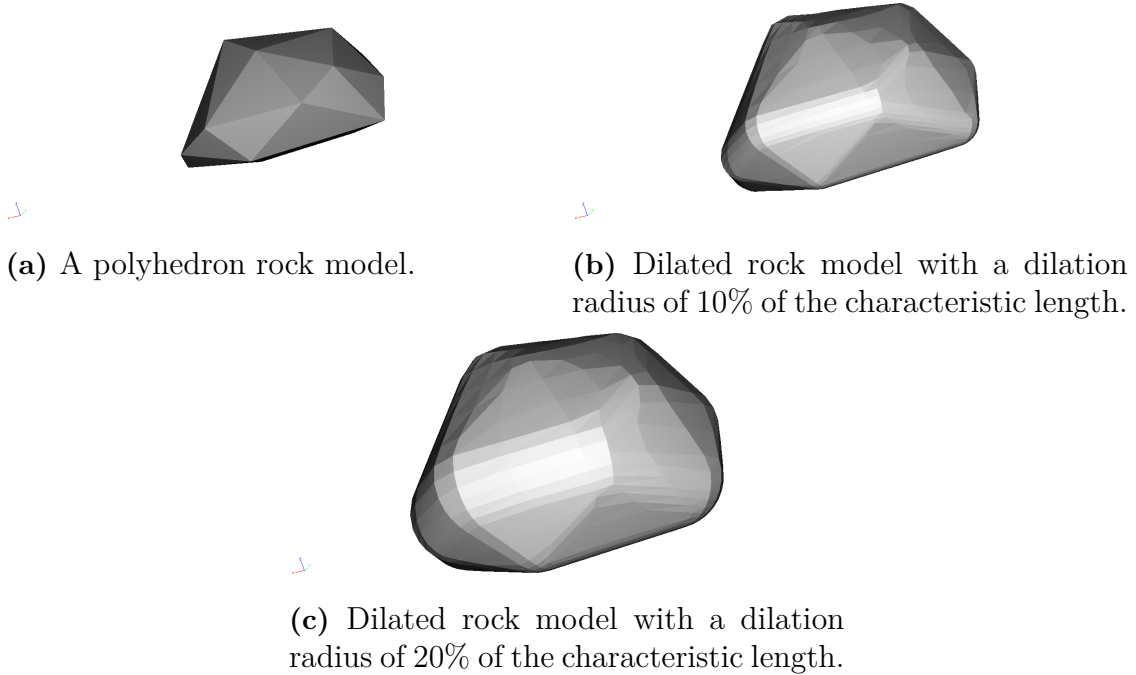 (a) A polyhedron rock model.
(b) Dilated rock model with a dilation
radius of 10% of the characteristic length.
(c) Dilated rock model with a dilation
radius of 20% of the characteristic length.